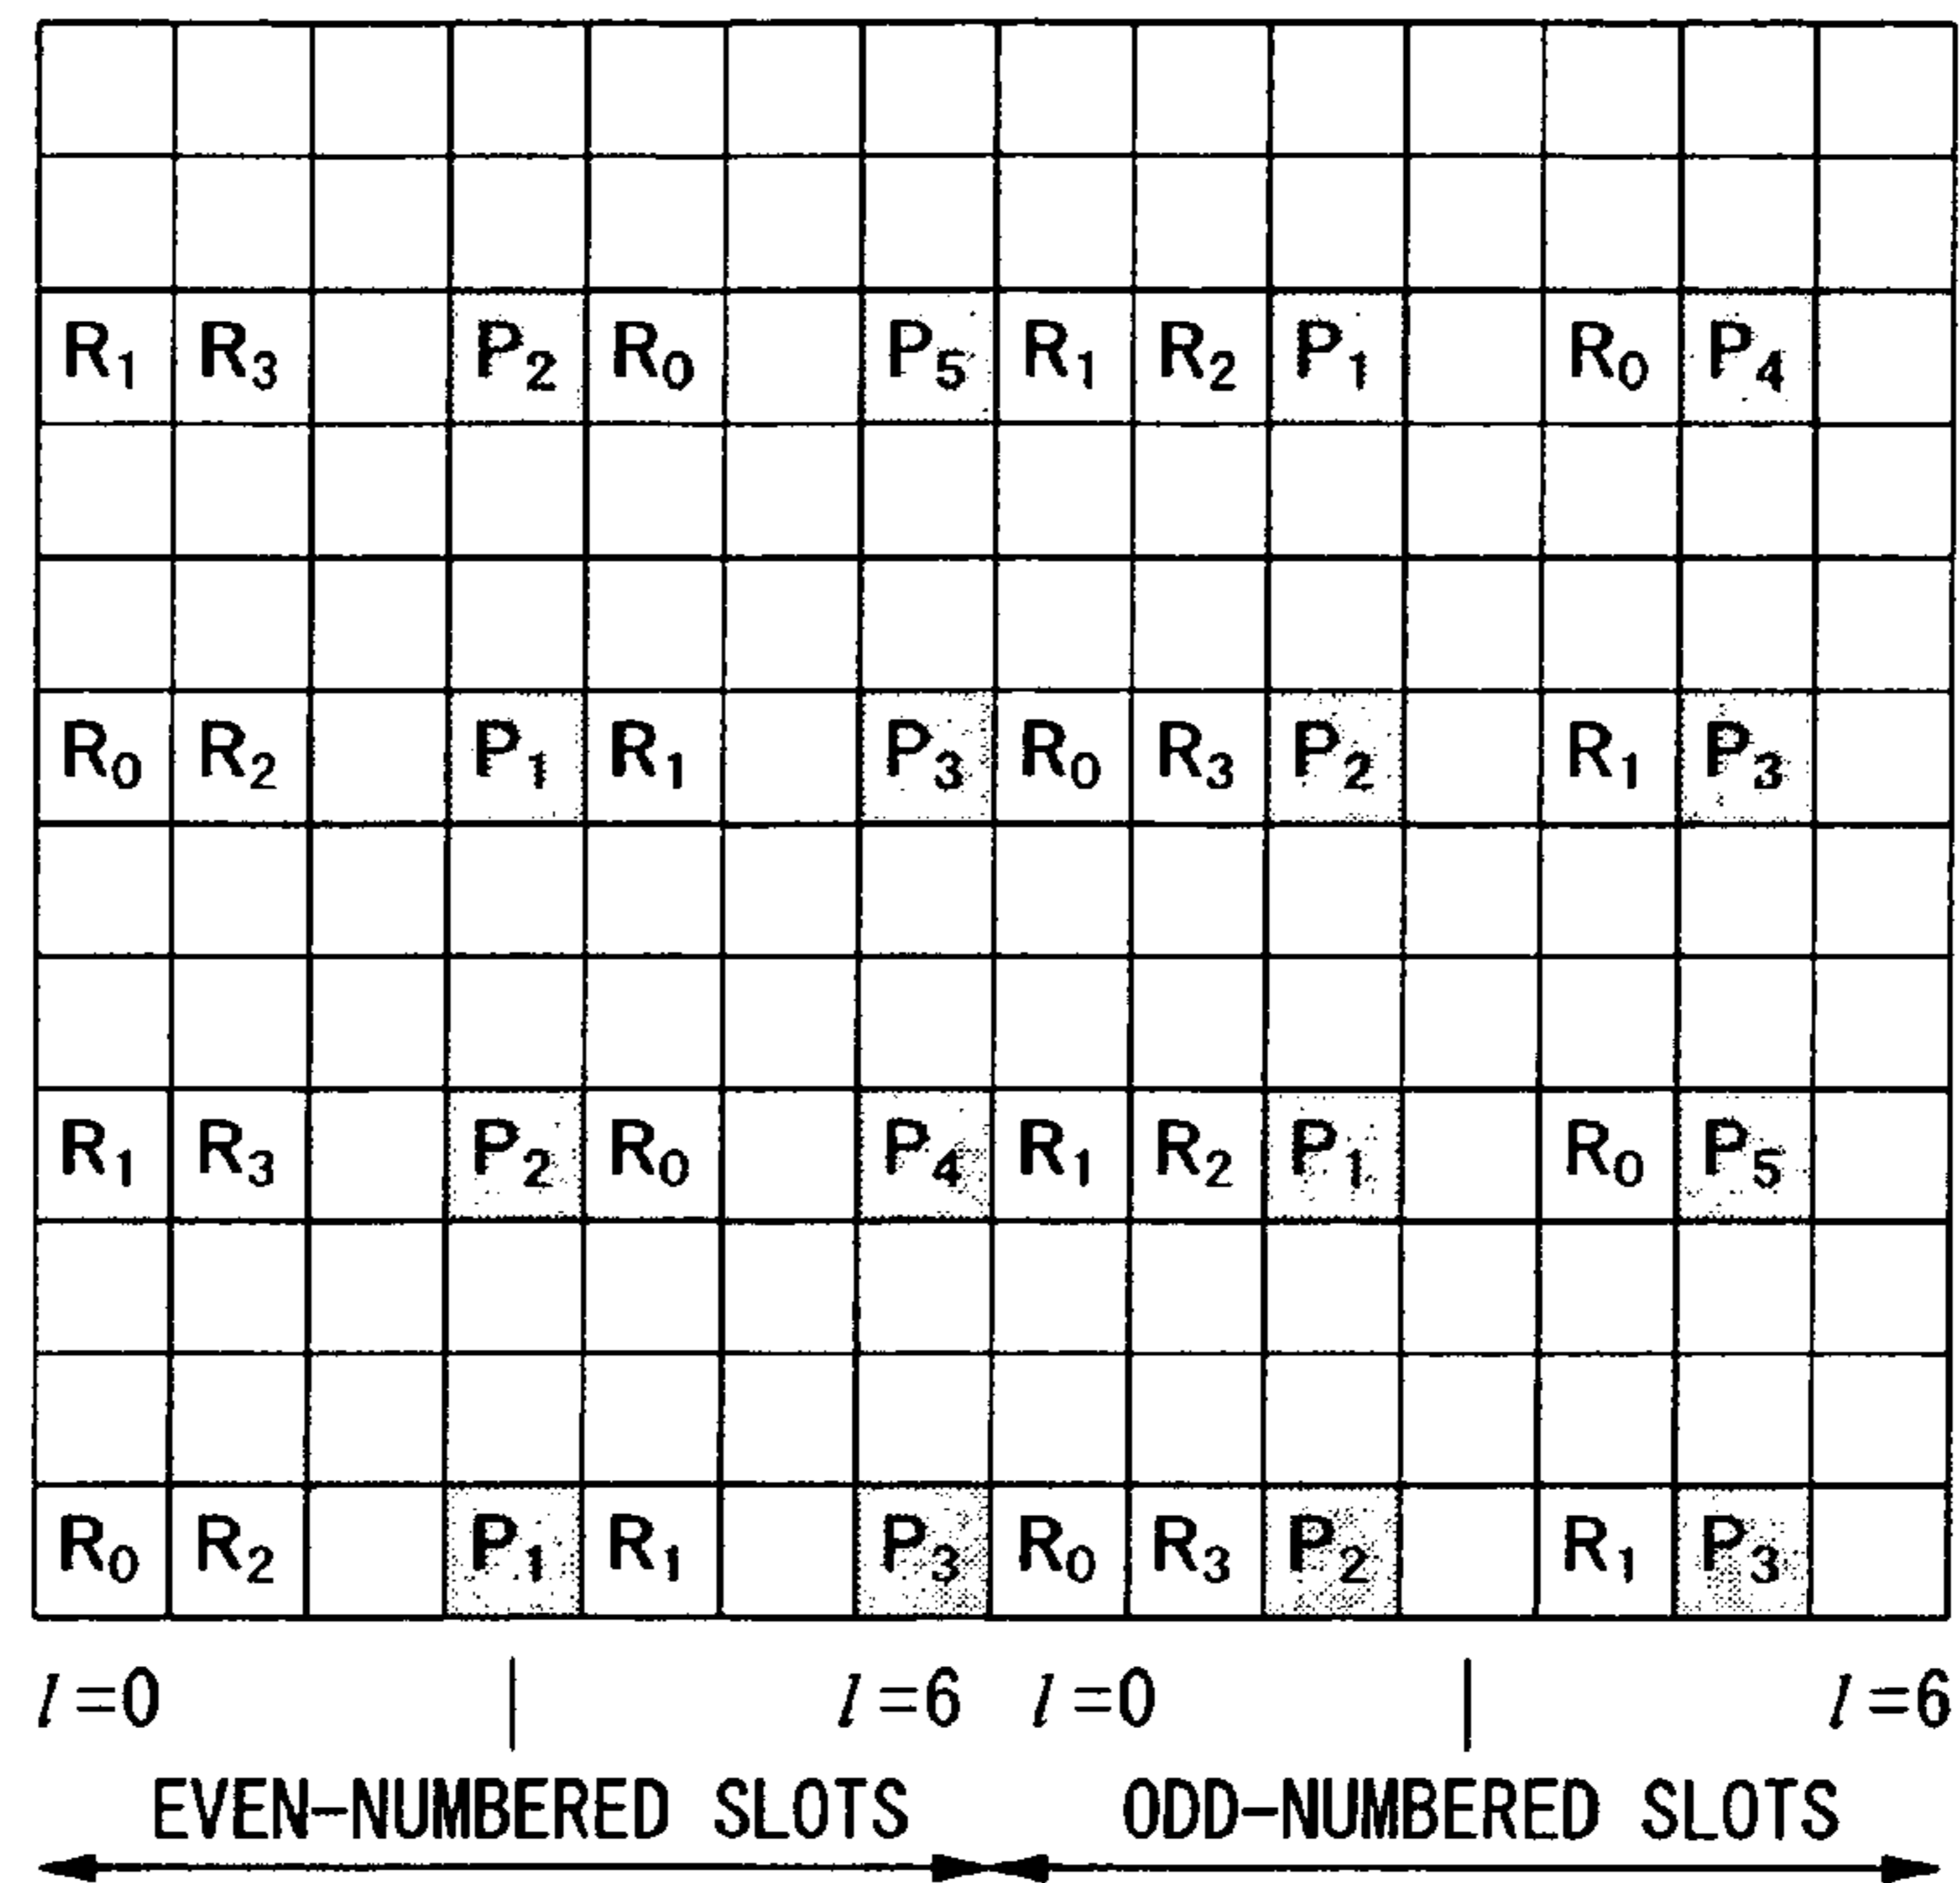 R₁ R₃ P₂ R₀ P₅ R₁ R₂ P₁ R₀ P₄
R₀ R₂ P₁ R₁ P₃ R₀ R₃ P₂ R₁ P₃
R₁ R₃ P₂ R₀ P₄ R₁ R₂ P₁ R₀ P₅
R₀ R₂ P₁ R₁ P₃ R₀ R₃ P₂ R₁ P₃
l=0 l=6 l=0 l=6
EVEN-NUMBERED SLOTS ODD-NUMBERED SLOTS